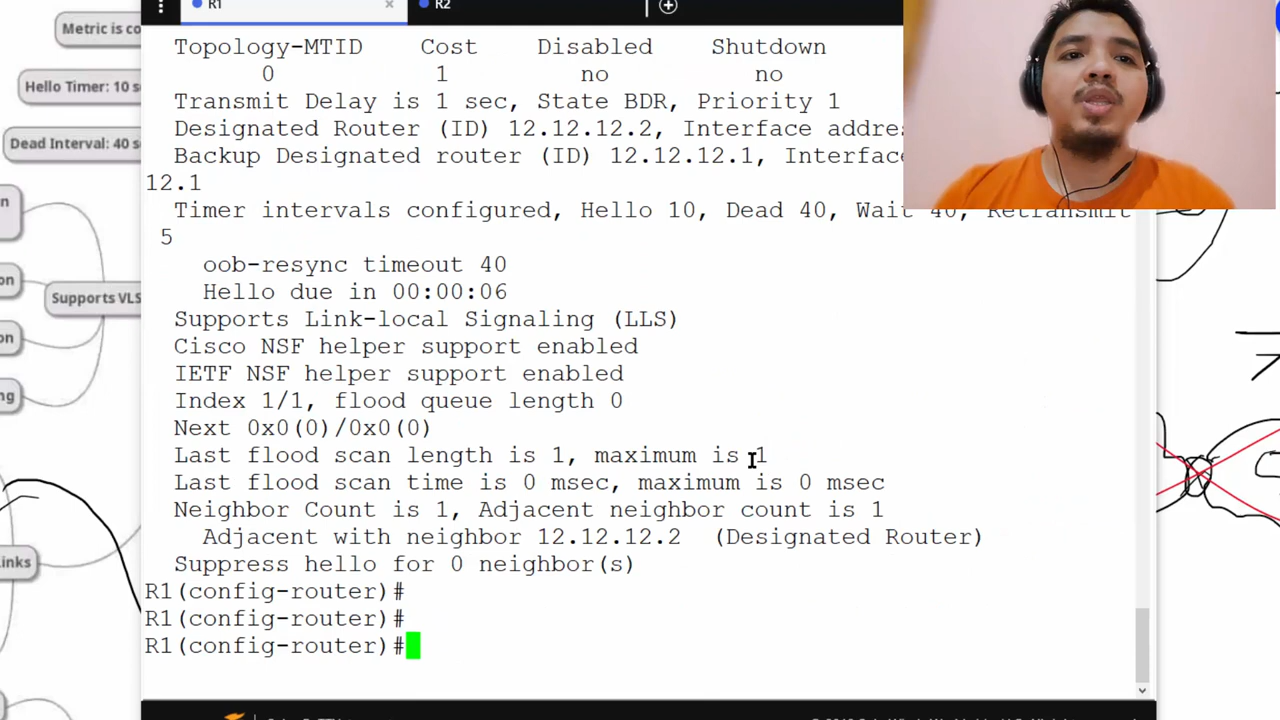 R1
R2
Metric is co
Hello Timer: 10 s
Dead Interval: 40 s
Supports VLS
Topology-MTID Cost Disabled Shutdown
0 1 no no
Transmit Delay is 1 sec, State BDR, Priority 1
Designated Router (ID) 12.12.12.2, Interface addre
Backup Designated router (ID) 12.12.12.1, Interfac
12.1
Timer intervals configured, Hello 10, Dead 40, Wait 40, Retransmit
5
oob-resync timeout 40
Hello due in 00:00:06
Supports Link-local Signaling (LLS)
Cisco NSF helper support enabled
IETF NSF helper support enabled
Index 1/1, flood queue length 0
Next 0x0(0)/0x0(0)
Last flood scan length is 1, maximum is 1
Last flood scan time is 0 msec, maximum is 0 msec
Neighbor Count is 1, Adjacent neighbor count is 1
Adjacent with neighbor 12.12.12.2 (Designated Router)
Suppress hello for 0 neighbor(s)
R1(config-router)#
R1(config-router)#
R1(config-router)#